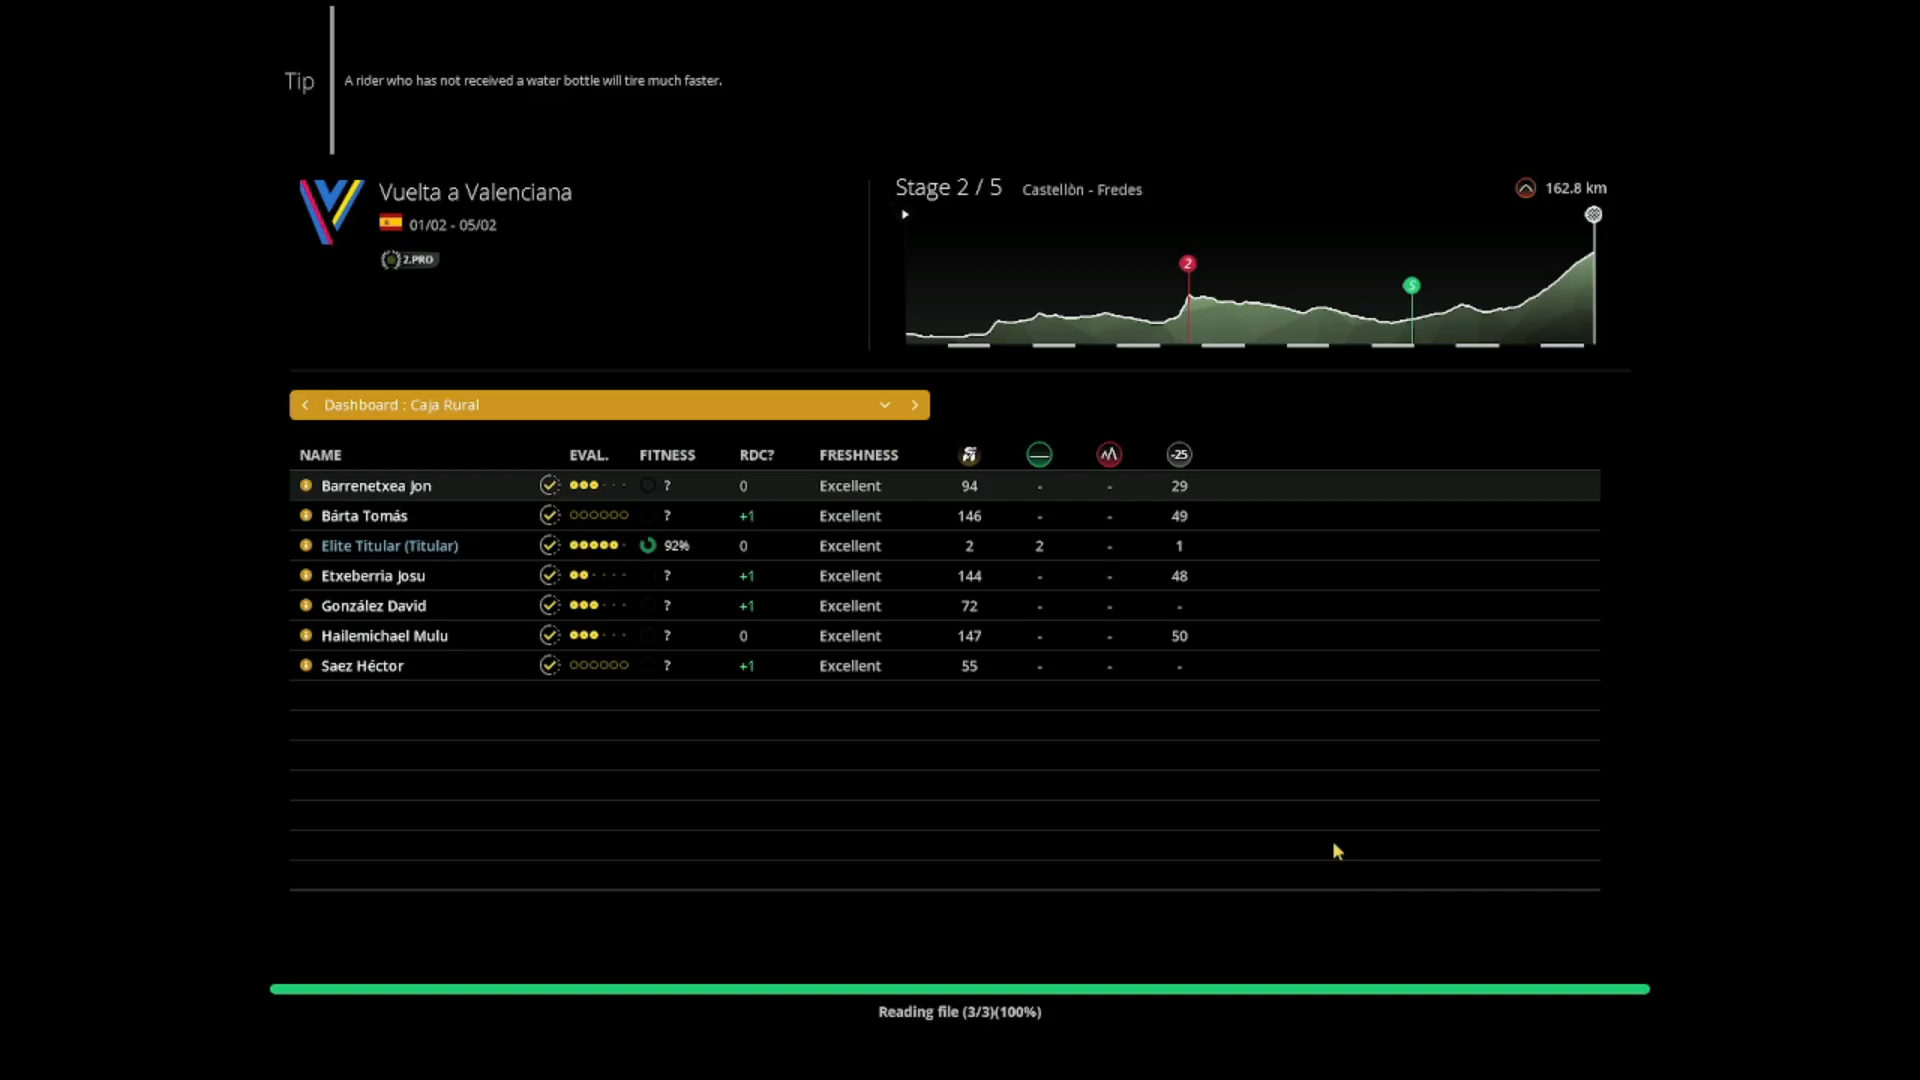 Tip
A rider who has not received a water bottle will tire much faster.
Vuelta a Valenciana
01/02 - 05/02
2.PRO
Stage 2 / 5 Castellòn - Fredes 162.8 km
2
S
Dashboard : Caja Rural
NAME EVAL. FITNESS RDC? FRESHNESS -25
Barrenetxea Jon ? 0 Excellent 94 - - 29
Bárta Tomás ? +1 Excellent 146 - - 49
Elite Titular (Titular) 92% 0 Excellent 2 2 - 1
Etxeberria Josu ? +1 Excellent 144 - - 48
González David ? +1 Excellent 72 - - -
Hailemichael Mulu ? 0 Excellent 147 - - 50
Saez Héctor ? +1 Excellent 55 - - -
Reading file (3/3)(100%)